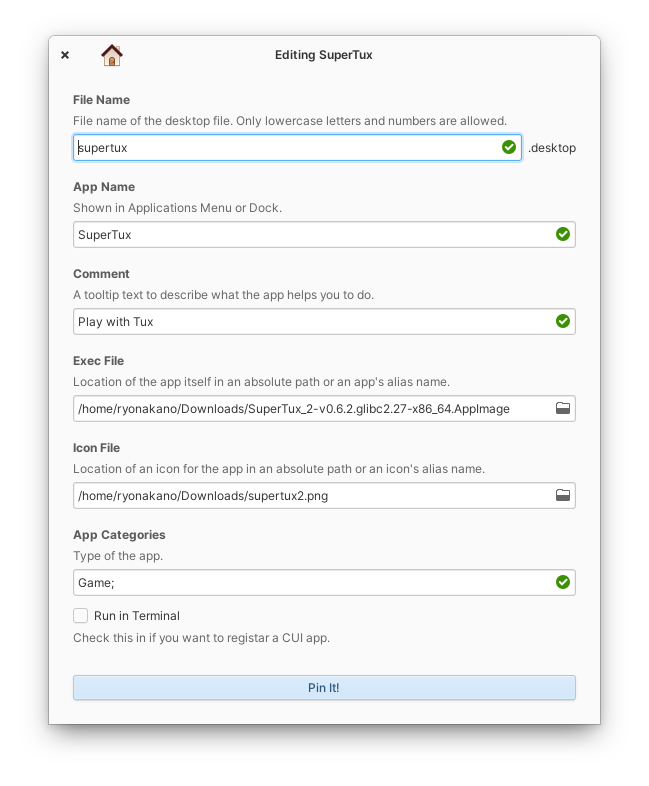 Editing SuperTux
File Name
File name of the desktop file. Only lowercase letters and numbers are allowed.
supertux .desktop
App Name
Shown in Applications Menu or Dock.
SuperTux
Comment
A tooltip text to describe what the app helps you to do.
Play with Tux
Exec File
Location of the app itself in an absolute path or an app's alias name.
/home/ryonakano/Downloads/SuperTux_2-v0.6.2.glibc2.27-x86_64.AppImage
Icon File
Location of an icon for the app in an absolute path or an icon's alias name.
/home/ryonakano/Downloads/supertux2.png
App Categories
Type of the app.
Game;
Run in Terminal
Check this in if you want to registar a CUI app.
Pin It!